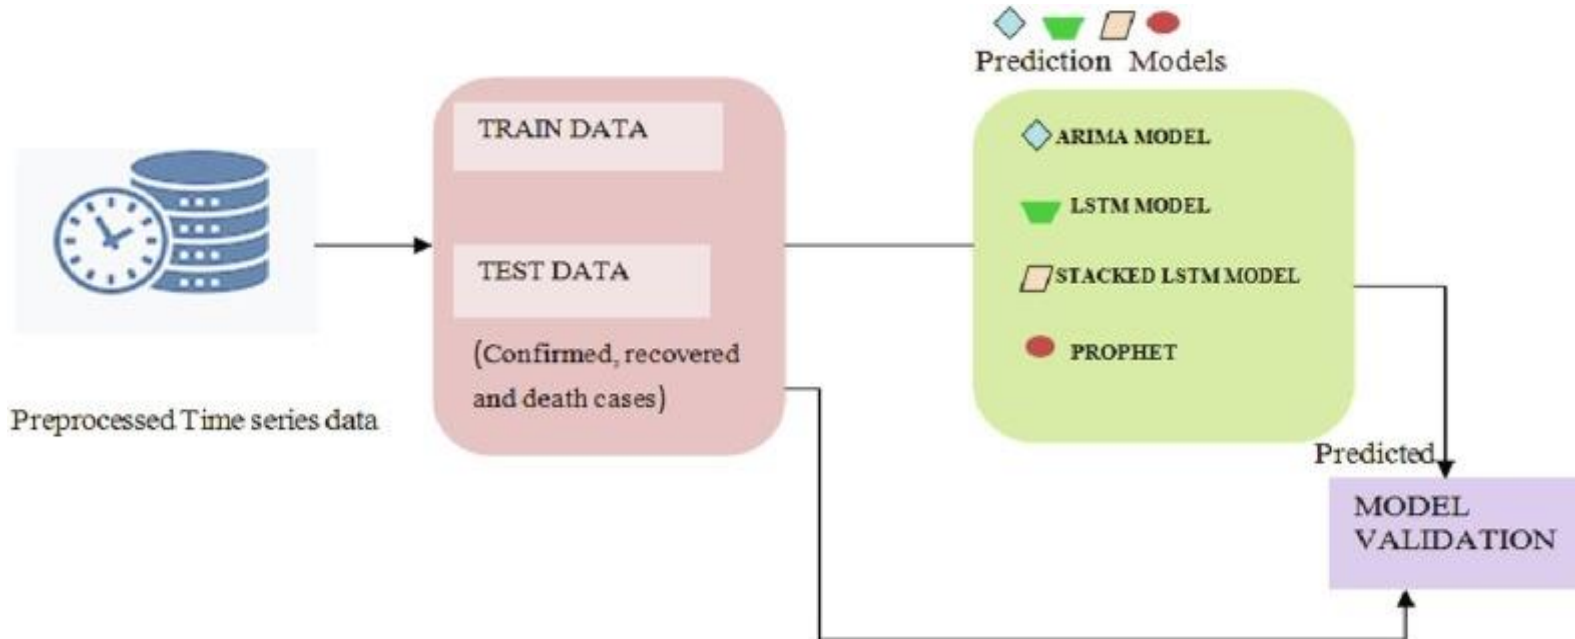 Prediction Models
TRAIN DATA
TEST DATA
(Confirmed, recovered
and death cases)
Preprocessed Time series data
ARIMA MODEL
LSTM MODEL
STACKED LSTM MODEL
PROPHET
Predicted
MODEL
VALIDATION